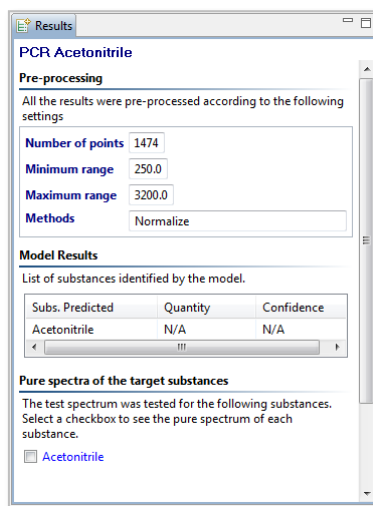 Results
PCR Acetonitrile
Pre-processing
All the results were pre-processed according to the following
settings
Number of points 1474
Minimum range 250.0
Maximum range 3200.0
Methods Normalize
Model Results
List of substances identified by the model.
Subs. Predicted Quantity Confidence
Acetonitrile N/A N/A
Pure spectra of the target substances
The test spectrum was tested for the following substances.
Select a checkbox to see the pure spectrum of each
substance.
Acetonitrile